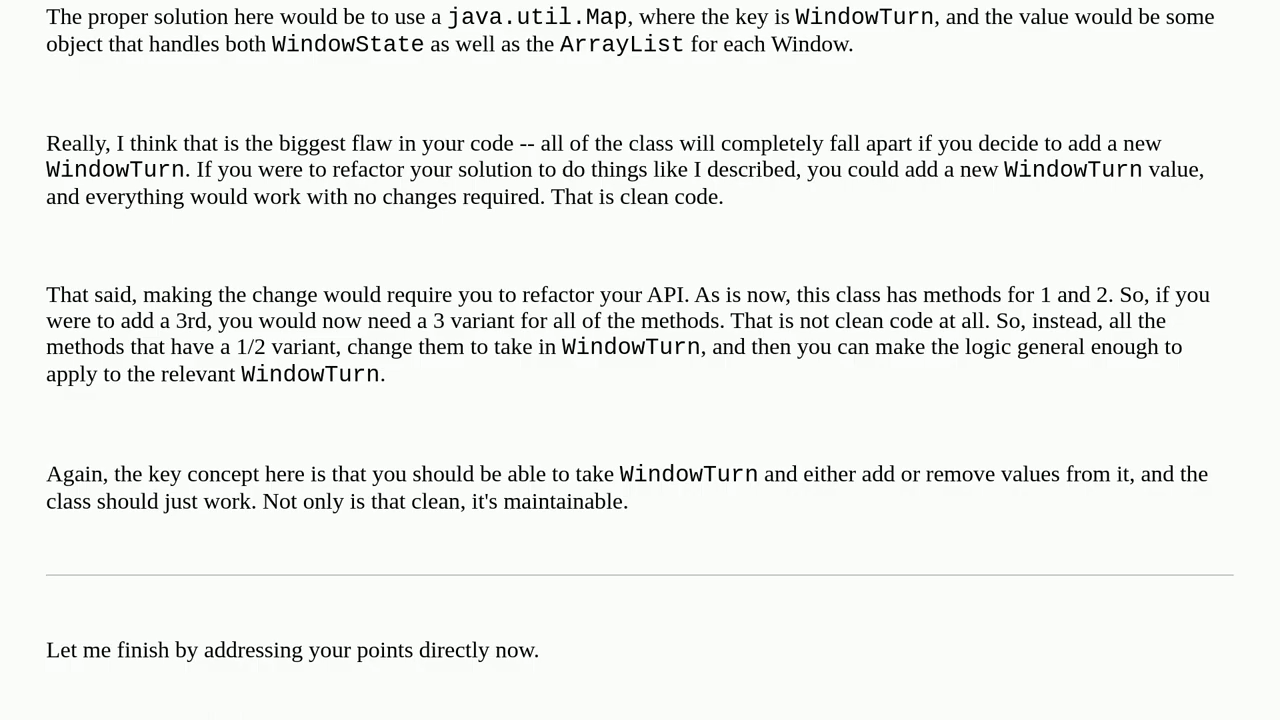 The proper solution here would be to use a java.util.Map, where the key is WindowTurn, and the value would be some
object that handles both WindowState as well as the ArrayList for each Window.
Really, I think that is the biggest flaw in your code -- all of the class will completely fall apart if you decide to add a new
WindowTurn. If you were to refactor your solution to do things like I described, you could add a new WindowTurn value,
and everything would work with no changes required. That is clean code.
That said, making the change would require you to refactor your API. As is now, this class has methods for 1 and 2. So, if you
were to add a 3rd, you would now need a 3 variant for all of the methods. That is not clean code at all. So, instead, all the
methods that have a 1/2 variant, change them to take in WindowTurn, and then you can make the logic general enough to
apply to the relevant WindowTurn.
Again, the key concept here is that you should be able to take WindowTurn and either add or remove values from it, and the
class should just work. Not only is that clean, it's maintainable.
Let me finish by addressing your points directly now.